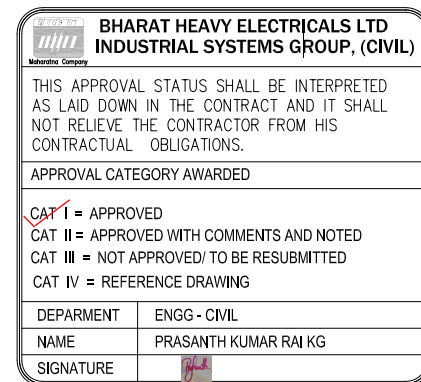 BHARAT HEAVY ELECTRICALS LTD
INDUSTRIAL SYSTEMS GROUP, (CIVIL)
Maharatna Company
THIS APPROVAL STATUS SHALL BE INTERPRETED
AS LAID DOWN IN THE CONTRACT AND IT SHALL
NOT RELIEVE THE CONTRACTOR FROM HIS
CONTRACTUAL OBLIGATIONS.
APPROVAL CATEGORY AWARDED
CAT I = APPROVED
CAT II = APPROVED WITH COMMENTS AND NOTED
CAT III = NOT APPROVED/ TO BE RESUBMITTED
CAT IV = REFERENCE DRAWING
DEPARMENT ENGG - CIVIL
NAME PRASANTH KUMAR RAI KG
SIGNATURE